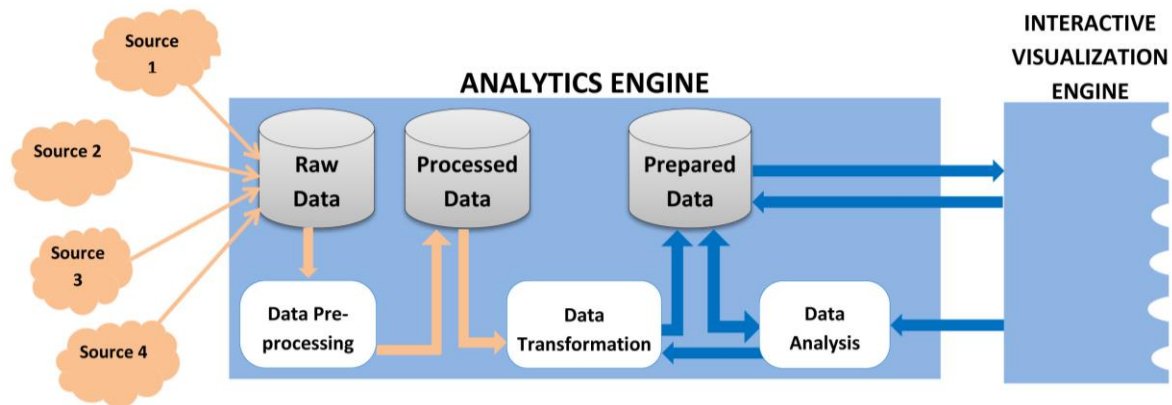 Source
1
Source 2
Source
3
Source 4
ANALYTICS ENGINE
Raw
Data
Processed
Data
Prepared
Data
Data Pre-
processing
Data
Transformation
Data
Analysis
INTERACTIVE
VISUALIZATION
ENGINE